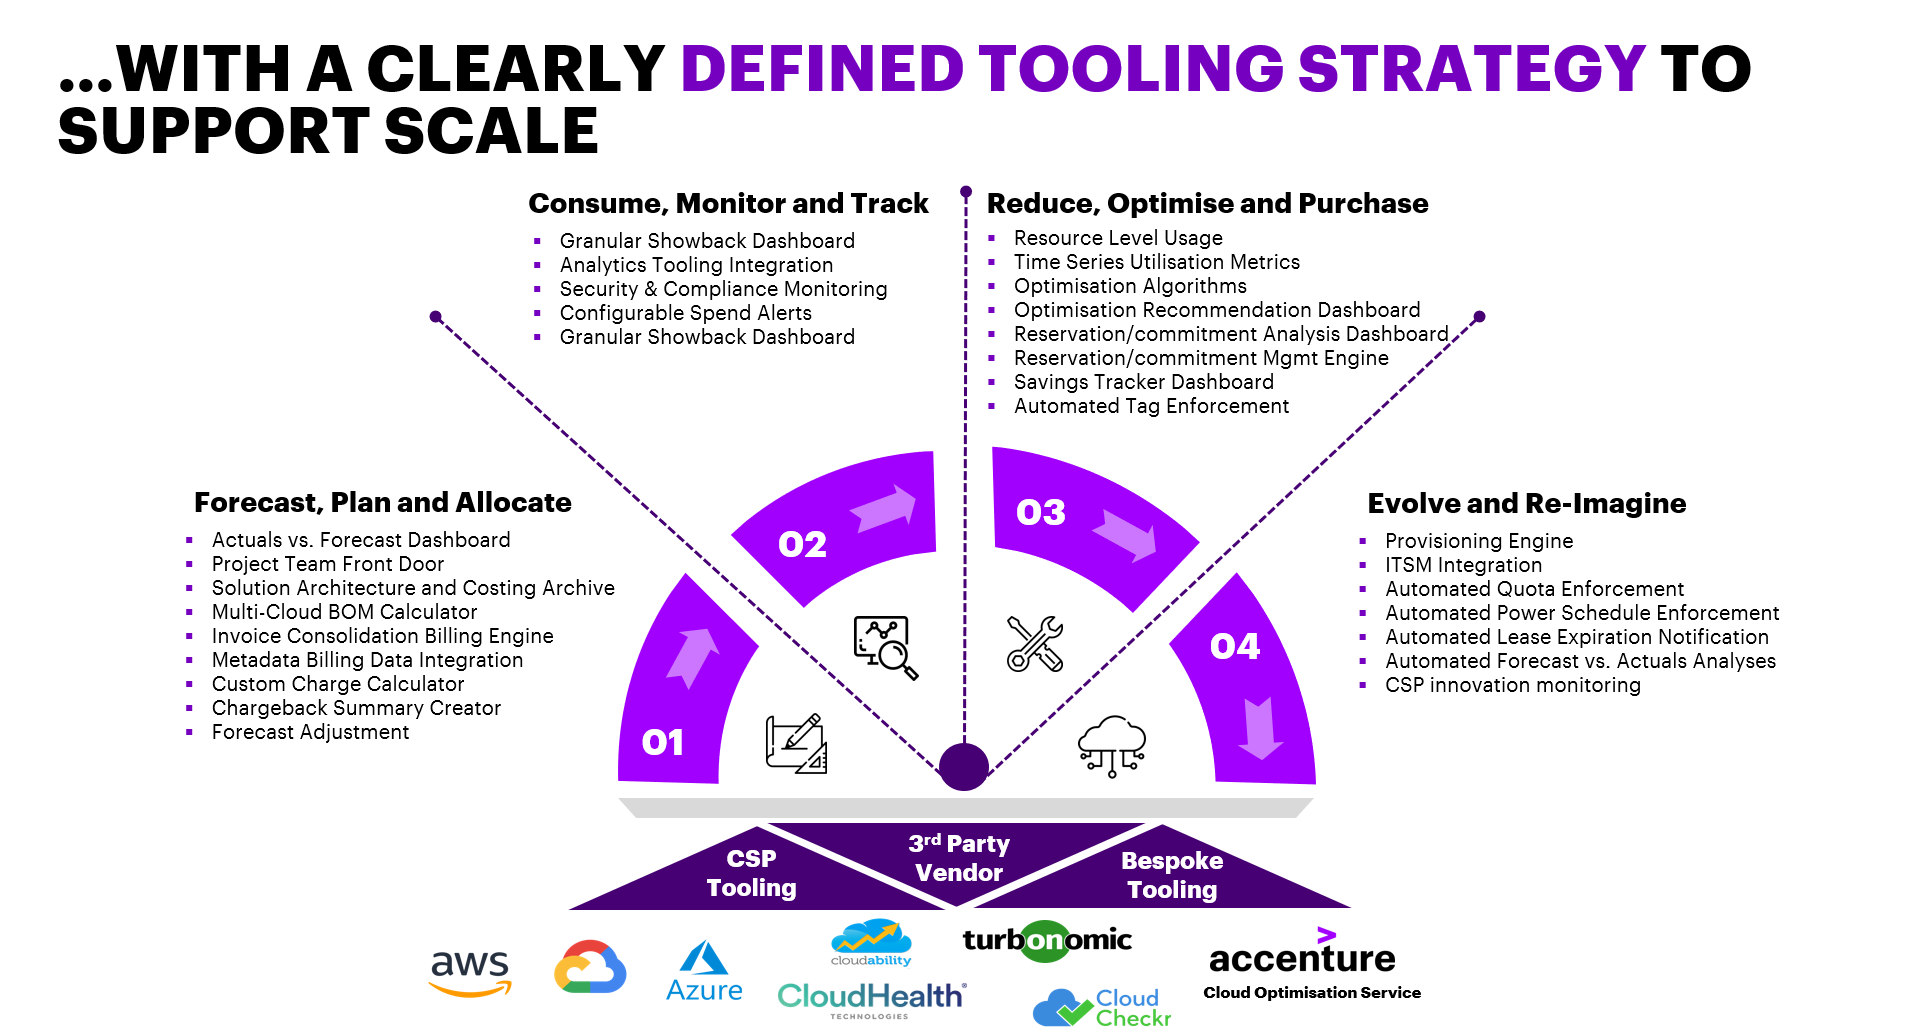 ...WITH A CLEARLY DEFINED TOOLING STRATEGY TO
SUPPORT SCALE
Consume, Monitor and Track
Granular Showback Dashboard
Analytics Tooling Integration
Security & Compliance Monitoring
Configurable Spend Alerts
Granular Showback Dashboard
Reduce, Optimise and Purchase
Resource Level Usage
Time Series Utilisation Metrics
Optimisation Algorithms
Optimisation Recommendation Dashboard
Reservation/commitment Analysis Dashboard
Reservation/commitment Mgmt Engine
Savings Tracker Dashboard
Automated Tag Enforcement
Forecast, Plan and Allocate
Actuals vs. Forecast Dashboard
Project Team Front Door
Solution Architecture and Costing Archive
Multi-Cloud BOM Calculator
Invoice Consolidation Billing Engine
Metadata Billing Data Integration
Custom Charge Calculator
Chargeback Summary Creator
Forecast Adjustment
Evolve and Re-Imagine
Provisioning Engine
ITSM Integration
Automated Quota Enforcement
Automated Power Schedule Enforcement
Automated Lease Expiration Notification
Automated Forecast vs. Actuals Analyses
CSP innovation monitoring
01
02
03
04
CSP
Tooling
3rd Party
Vendor
Bespoke
Tooling
aws
Azure
cloudability
CloudHealth®
TECHNOLOGIES
turbonomic
Cloud
Checkr
>
accenture
Cloud Optimisation Service